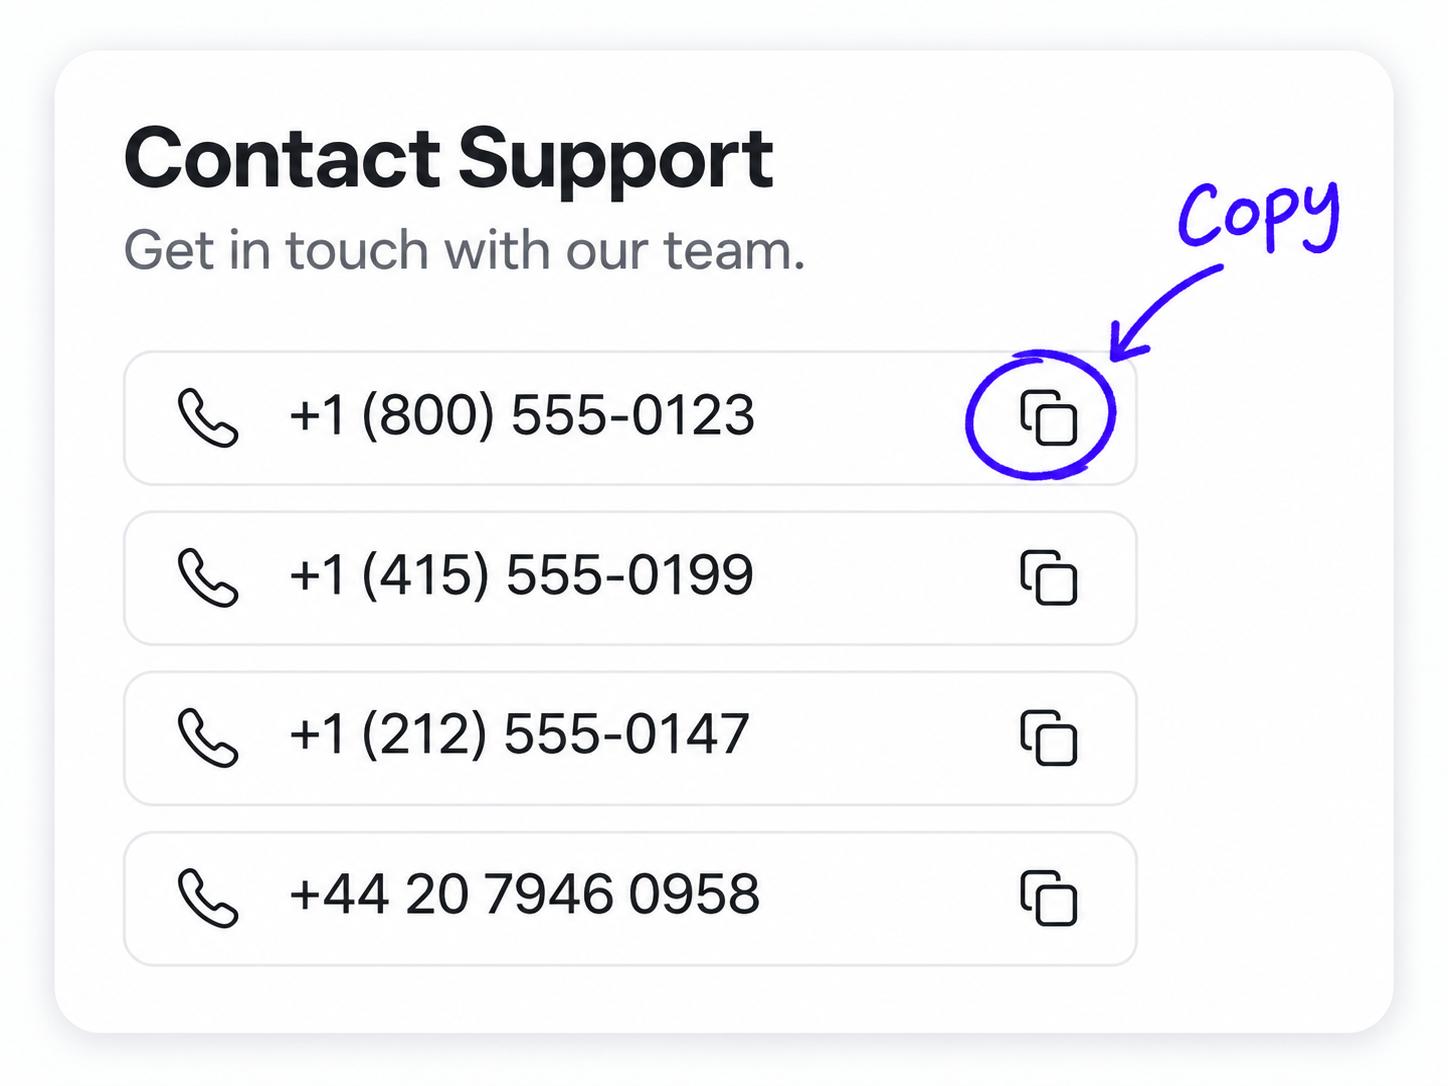 Contact Support
Get in touch with our team.
Copy
+1 (800) 555-0123
+1 (415) 555-0199
+1 (212) 555-0147
+44 20 7946 0958